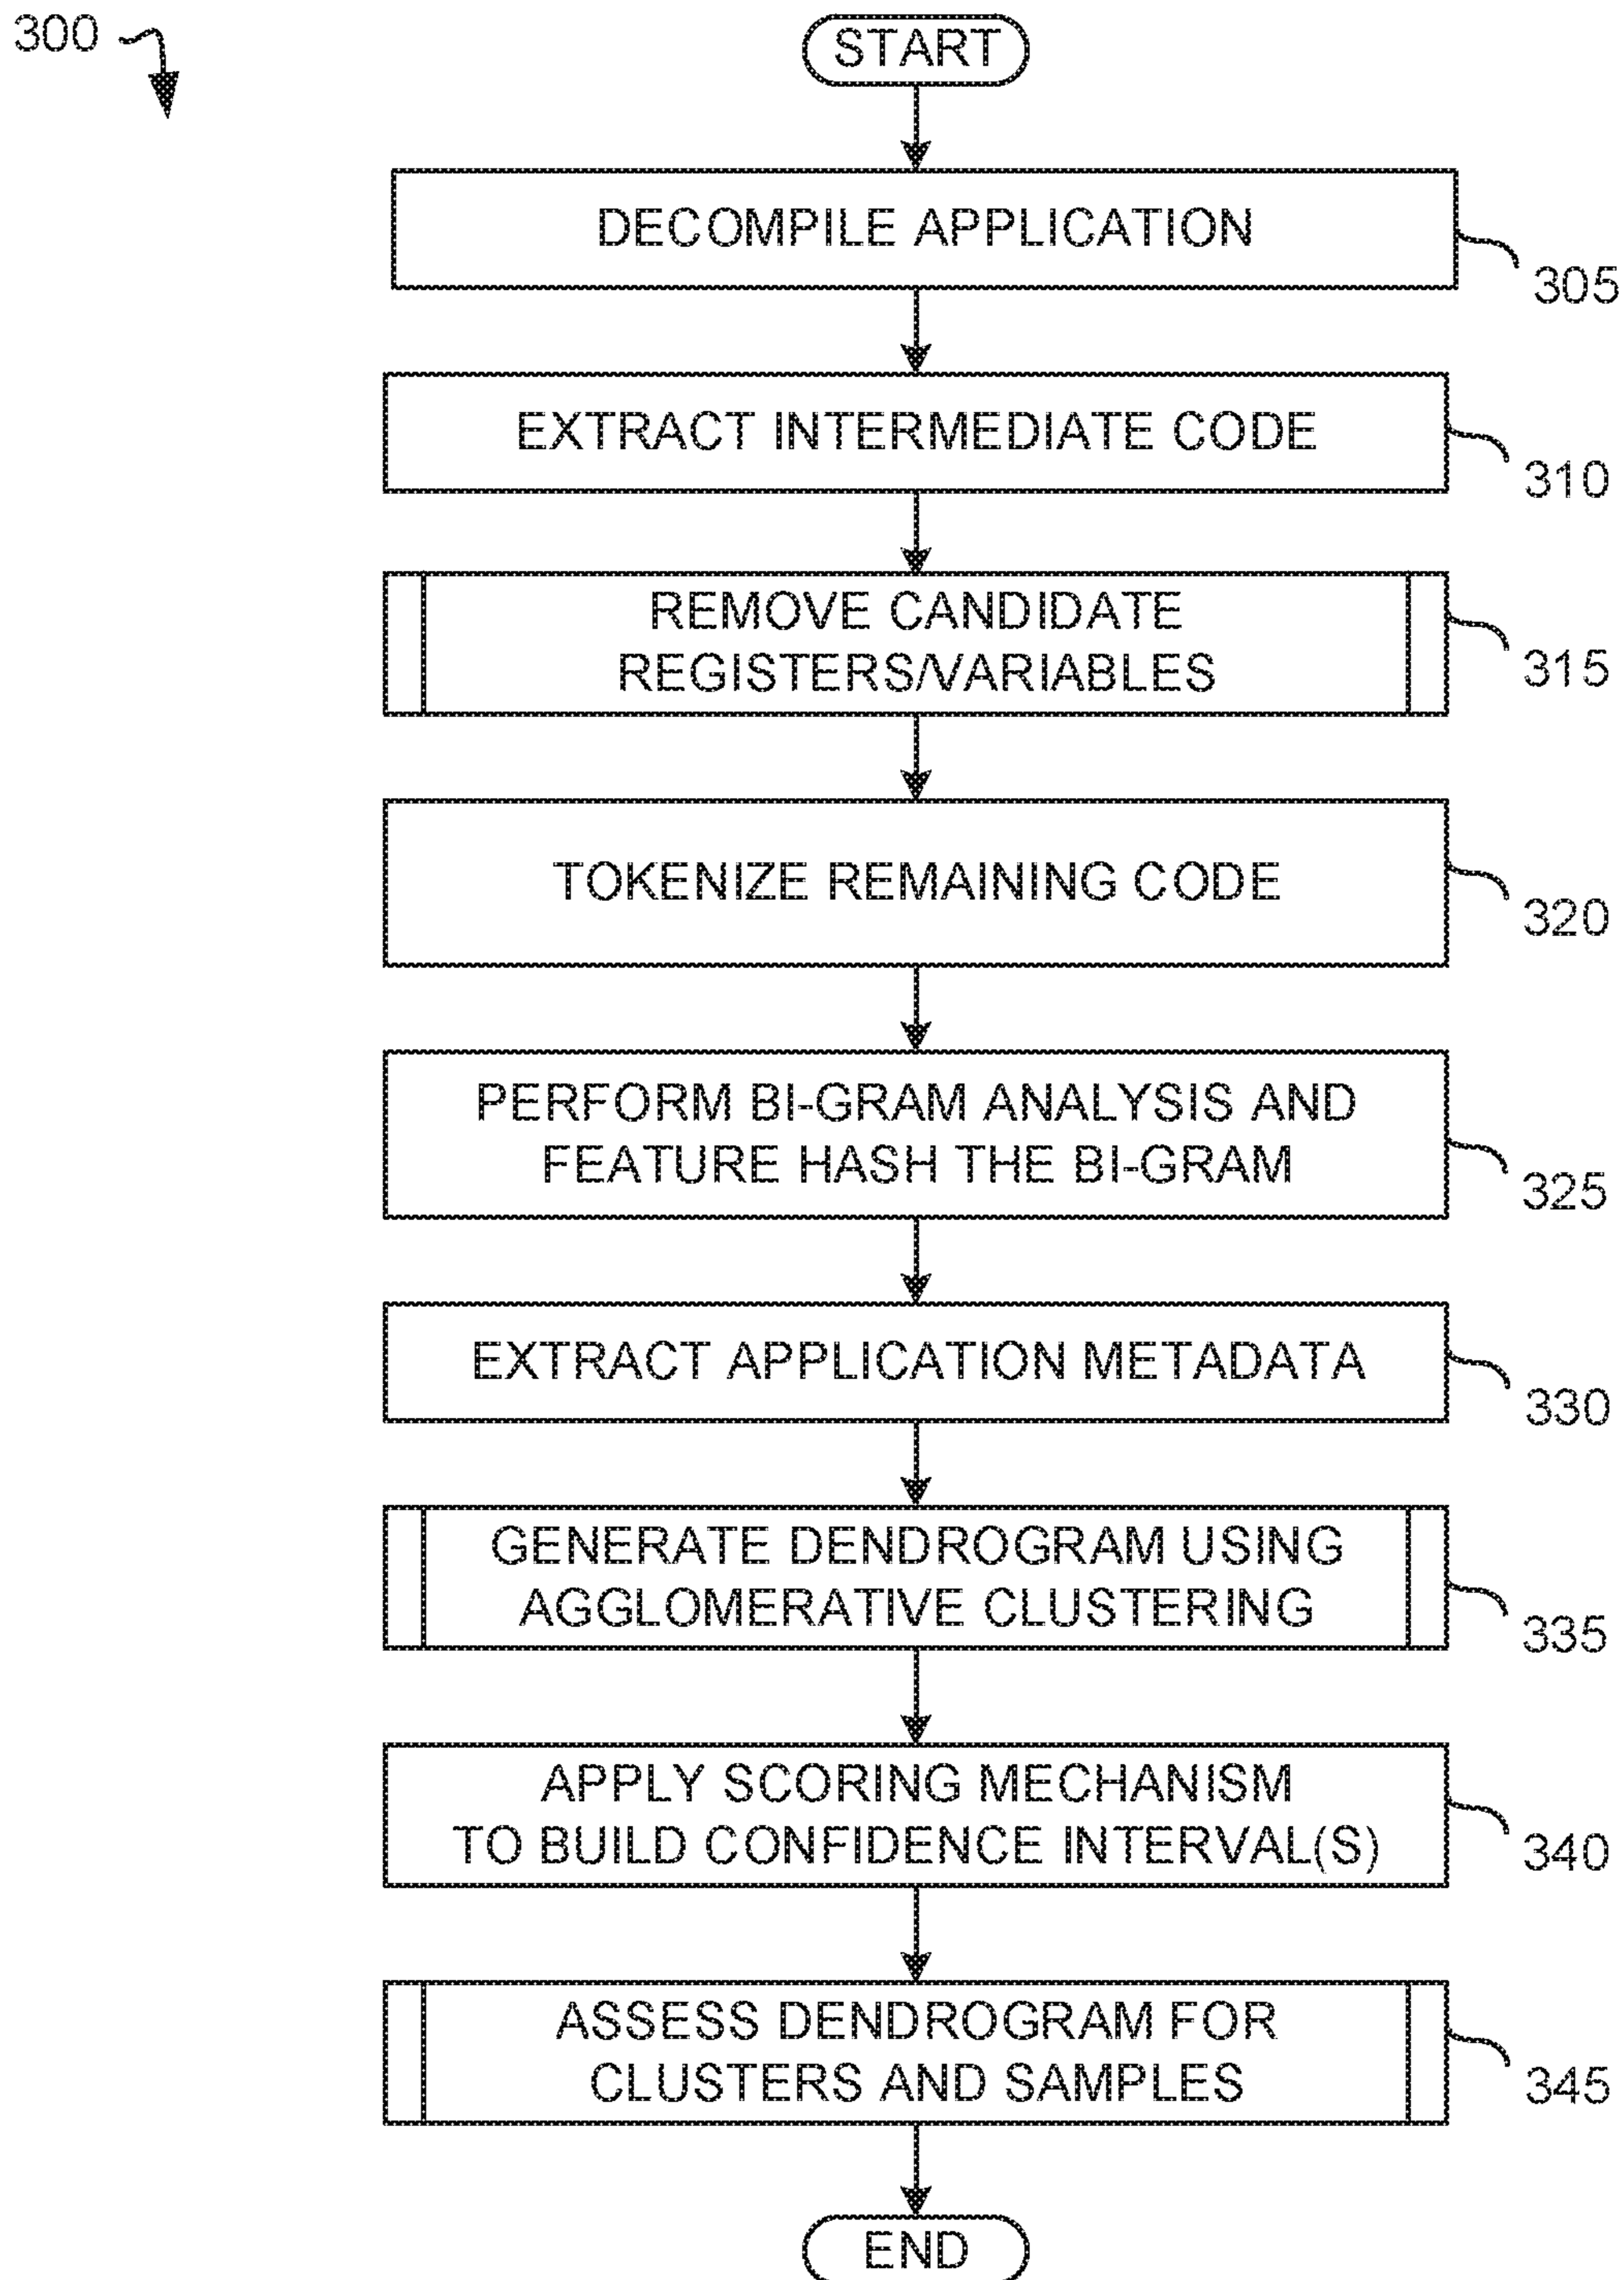 300
START
DECOMPILE APPLICATION
305
EXTRACT INTERMEDIATE CODE
310
REMOVE CANDIDATE
REGISTERS/VARIABLES
315
TOKENIZE REMAINING CODE
320
PERFORM BI-GRAM ANALYSIS AND
FEATURE HASH THE BI-GRAM
325
EXTRACT APPLICATION METADATA
330
GENERATE DENDROGRAM USING
AGGLOMERATIVE CLUSTERING
335
APPLY SCORING MECHANISM
TO BUILD CONFIDENCE INTERVAL(S)
340
ASSESS DENDROGRAM FOR
CLUSTERS AND SAMPLES
345
END